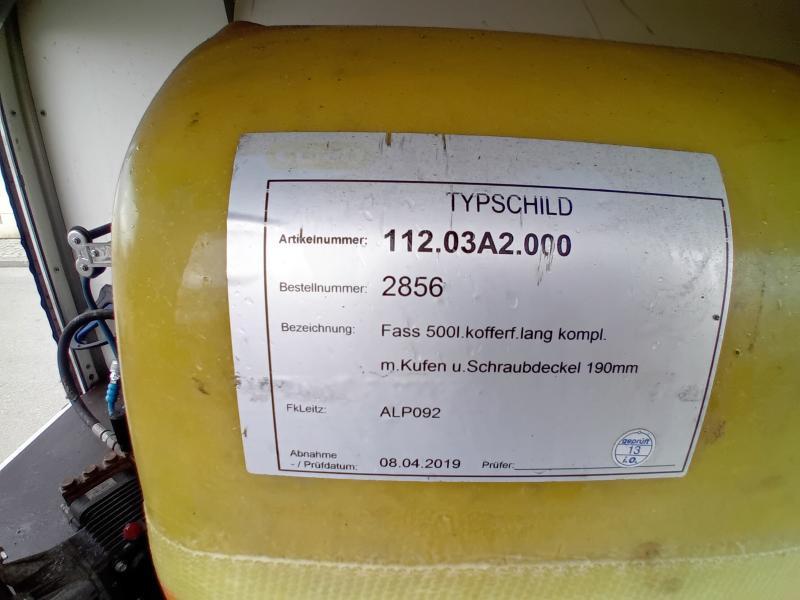 TYPSCHILD
Artikelnummer: 112.03A2.000
Bestellnummer: 2856
Bezeichnung: Fass 500l.kofferf.lang kompl.
m.Kufen u.Schraubdeckel 190mm
FkLeitz: ALP092
Abnahme
- / Prüfdatum: 08.04.2019 Prüfer:
geprüft
13
i.O.